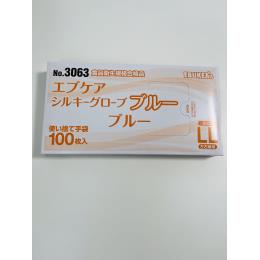 No.3063 食品衛生規格合格品
EBUKEA
エブケア
シルキーグローブ ブルー
ブルー
使い捨て手袋
100枚入
LL